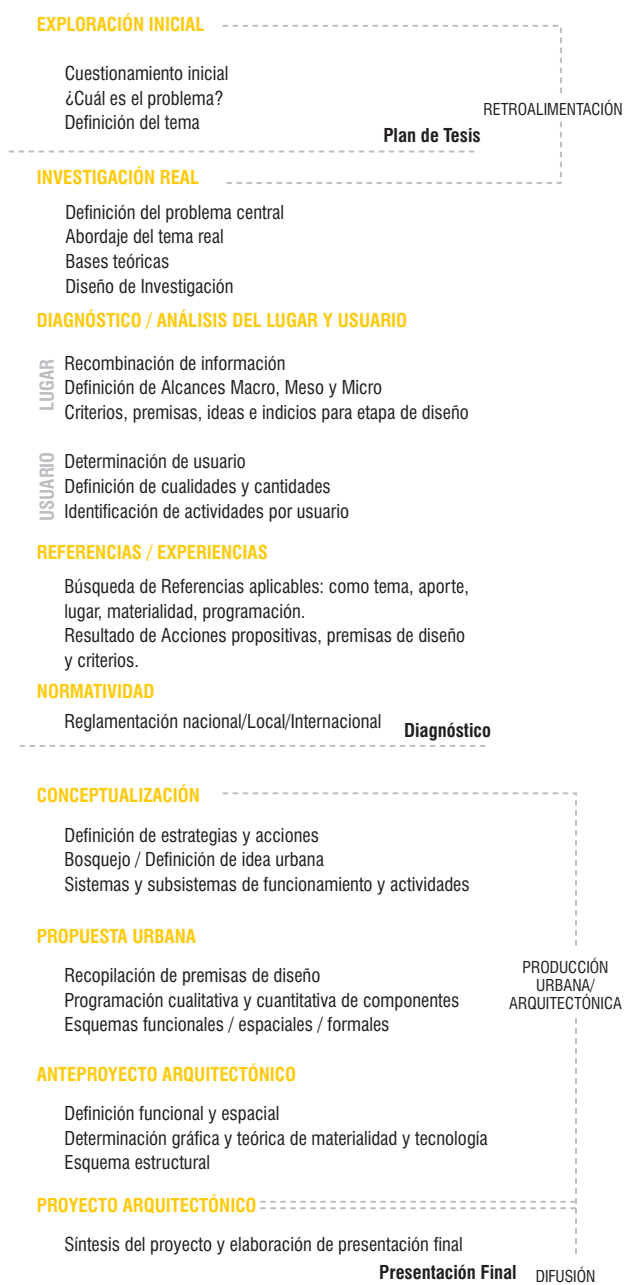 EXPLORACIÓN INICIAL
Cuestionamiento inicial
¿Cuál es el problema?
Definición del tema
RETROALIMENTACIÓN
Plan de Tesis
INVESTIGACIÓN REAL
Definición del problema central
Abordaje del tema real
Bases teóricas
Diseño de Investigación
DIAGNÓSTICO / ANÁLISIS DEL LUGAR Y USUARIO
LUGAR
Recombinación de información
Definición de Alcances Macro, Meso y Micro
Criterios, premisas, ideas e indicios para etapa de diseño
USUARIO
Determinación de usuario
Definición de cualidades y cantidades
Identificación de actividades por usuario
REFERENCIAS / EXPERIENCIAS
Búsqueda de Referencias aplicables: como tema, aporte,
lugar, materialidad, programación.
Resultado de Acciones propositivas, premisas de diseño
y criterios.
NORMATIVIDAD
Reglamentación nacional/Local/Internacional
Diagnóstico
CONCEPTUALIZACIÓN
Definición de estrategias y acciones
Bosquejo / Definición de idea urbana
Sistemas y subsistemas de funcionamiento y actividades
PROPUESTA URBANA
Recopilación de premisas de diseño
Programación cualitativa y cuantitativa de componentes
Esquemas funcionales / espaciales / formales
PRODUCCIÓN
URBANA/
ARQUITECTÓNICA
ANTEPROYECTO ARQUITECTÓNICO
Definición funcional y espacial
Determinación gráfica y teórica de materialidad y tecnología
Esquema estructural
PROYECTO ARQUITECTÓNICO
Síntesis del proyecto y elaboración de presentación final
Presentación Final
DIFUSIÓN